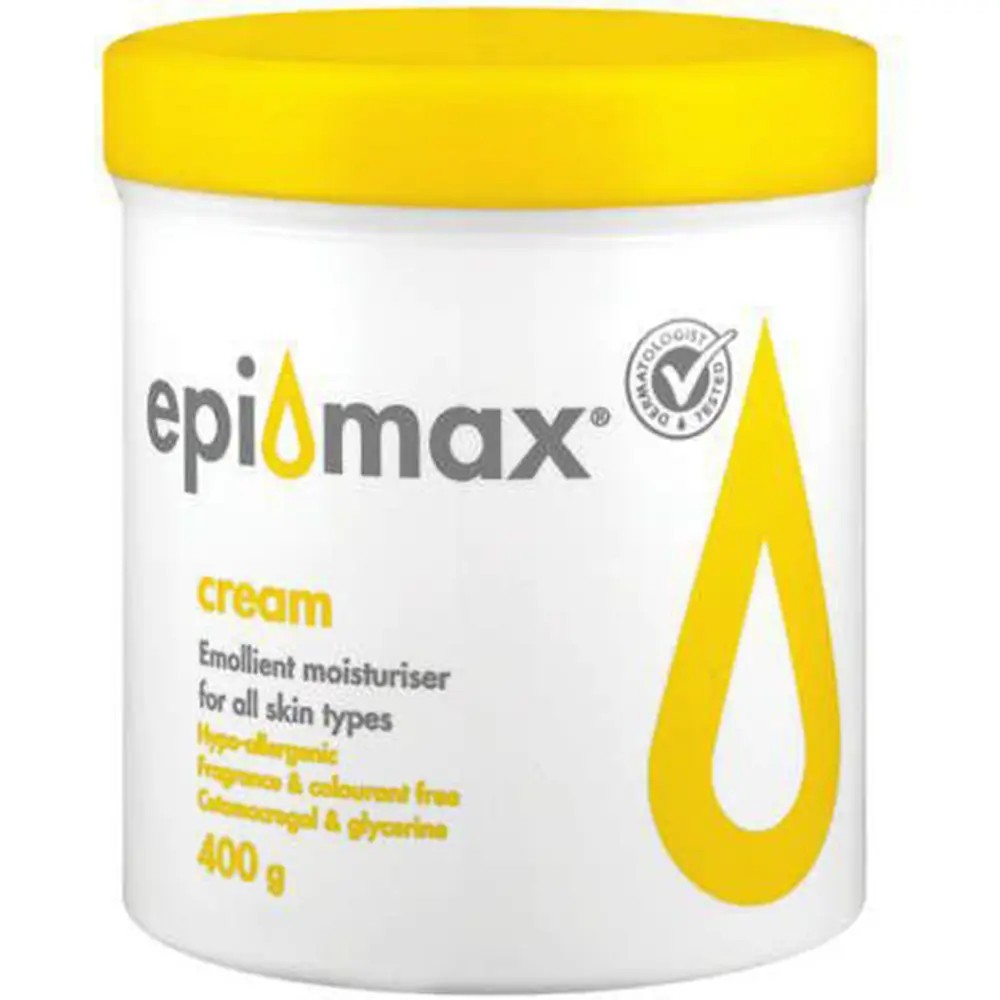 epimax®
DERMATOLOGIST
TESTED
cream
Emollient moisturiser
for all skin types
Hypo-allergenic
Fragrance & colourant free
Cetomacrogol & glycerine
400 g